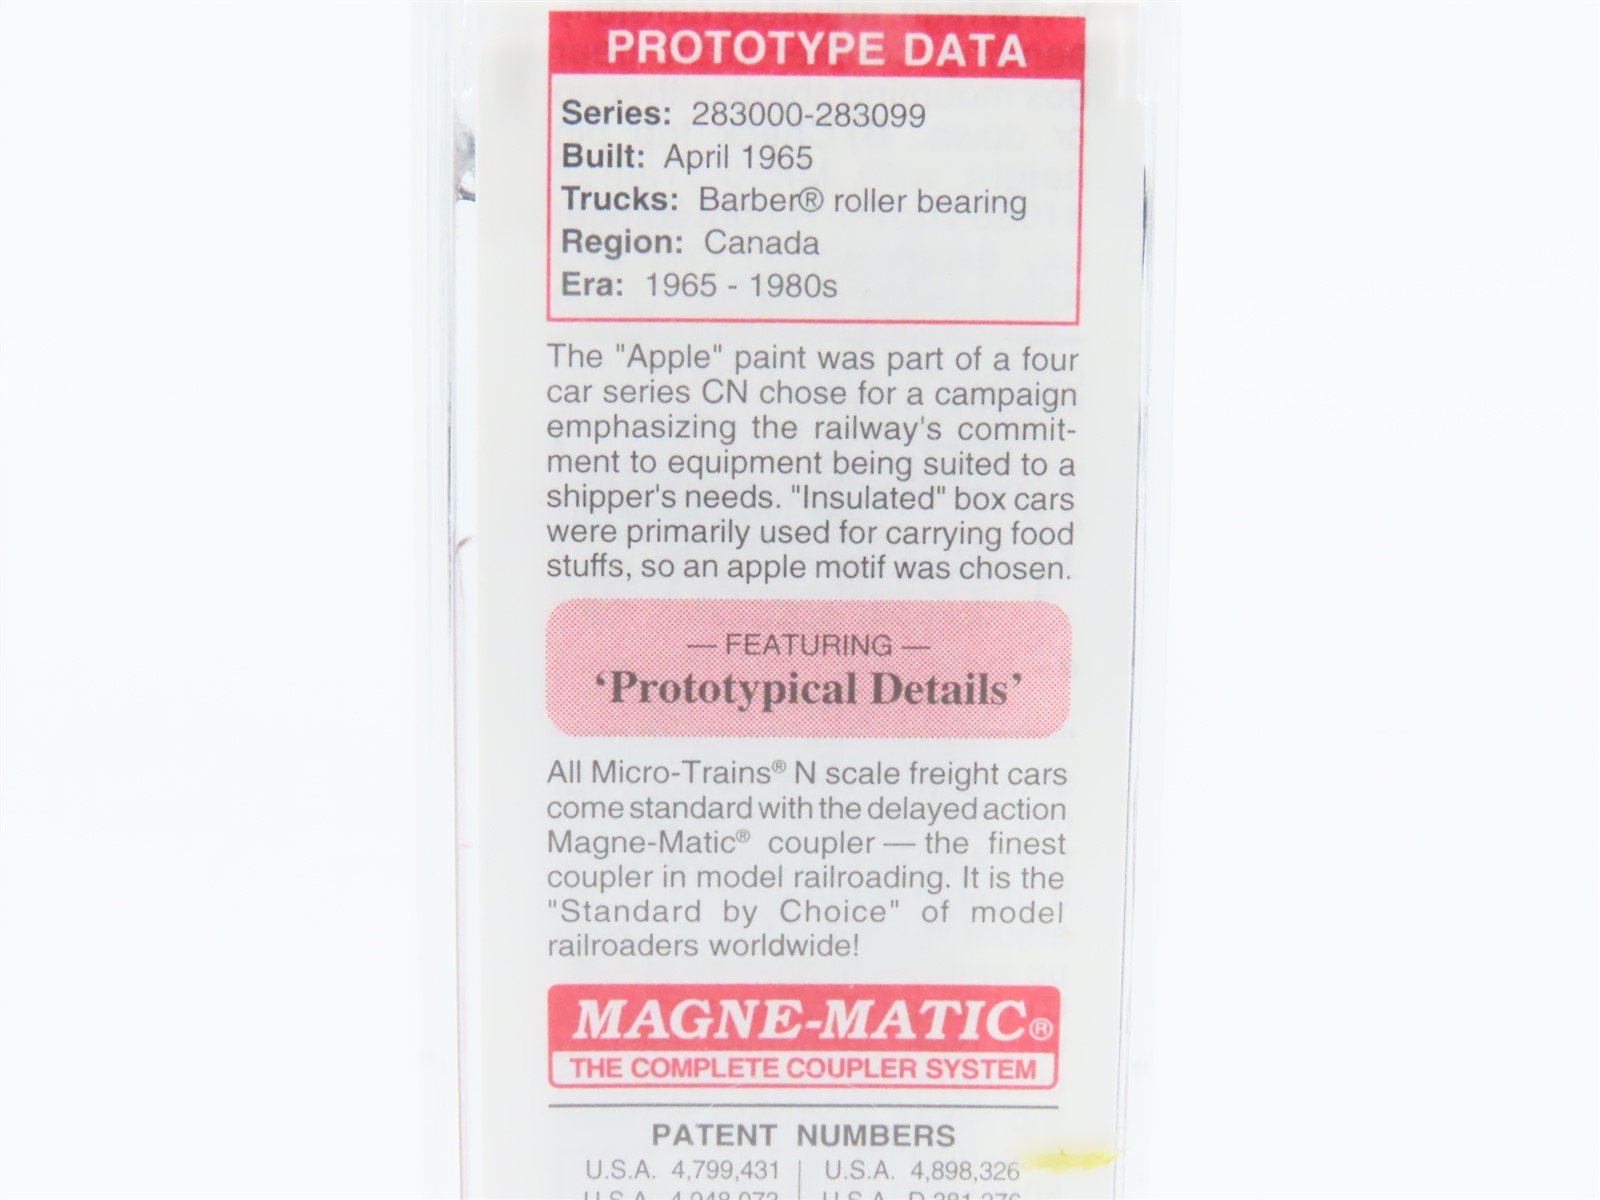 PROTOTYPE DATA
Series: 283000-283099
Built: April 1965
Trucks: Barber® roller bearing
Region: Canada
Era: 1965 - 1980s
The "Apple" paint was part of a four
car series CN chose for a campaign
emphasizing the railway's commit-
ment to equipment being suited to a
shipper's needs. "Insulated" box cars
were primarily used for carrying food
stuffs, so an apple motif was chosen.
— FEATURING —
‘Prototypical Details’
All Micro-Trains® N scale freight cars
come standard with the delayed action
Magne-Matic® coupler — the finest
coupler in model railroading. It is the
"Standard by Choice" of model
railroaders worldwide!
MAGNE-MATIC®
THE COMPLETE COUPLER SYSTEM
PATENT NUMBERS
U.S.A. 4,799,431 | U.S.A. 4,898,326
U.S.A. 4,948,073 | U.S.A. D 281,276